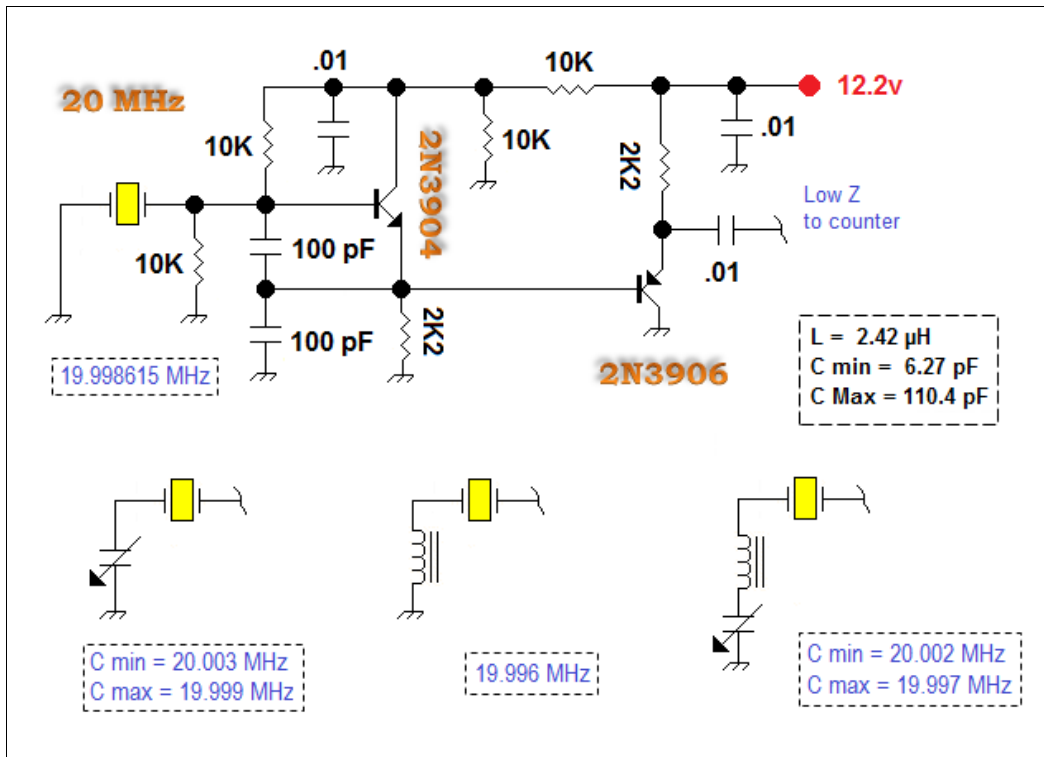 20 MHz
.01
10K
12.2v
10K
2N3904
10K
2K2
.01
Low Z
to counter
10K
100 pF
.01
100 pF
2K2
2N3906
19.998615 MHz
L = 2.42 µH
C min = 6.27 pF
C Max = 110.4 pF
C min = 20.003 MHz
C max = 19.999 MHz
19.996 MHz
C min = 20.002 MHz
C max = 19.997 MHz